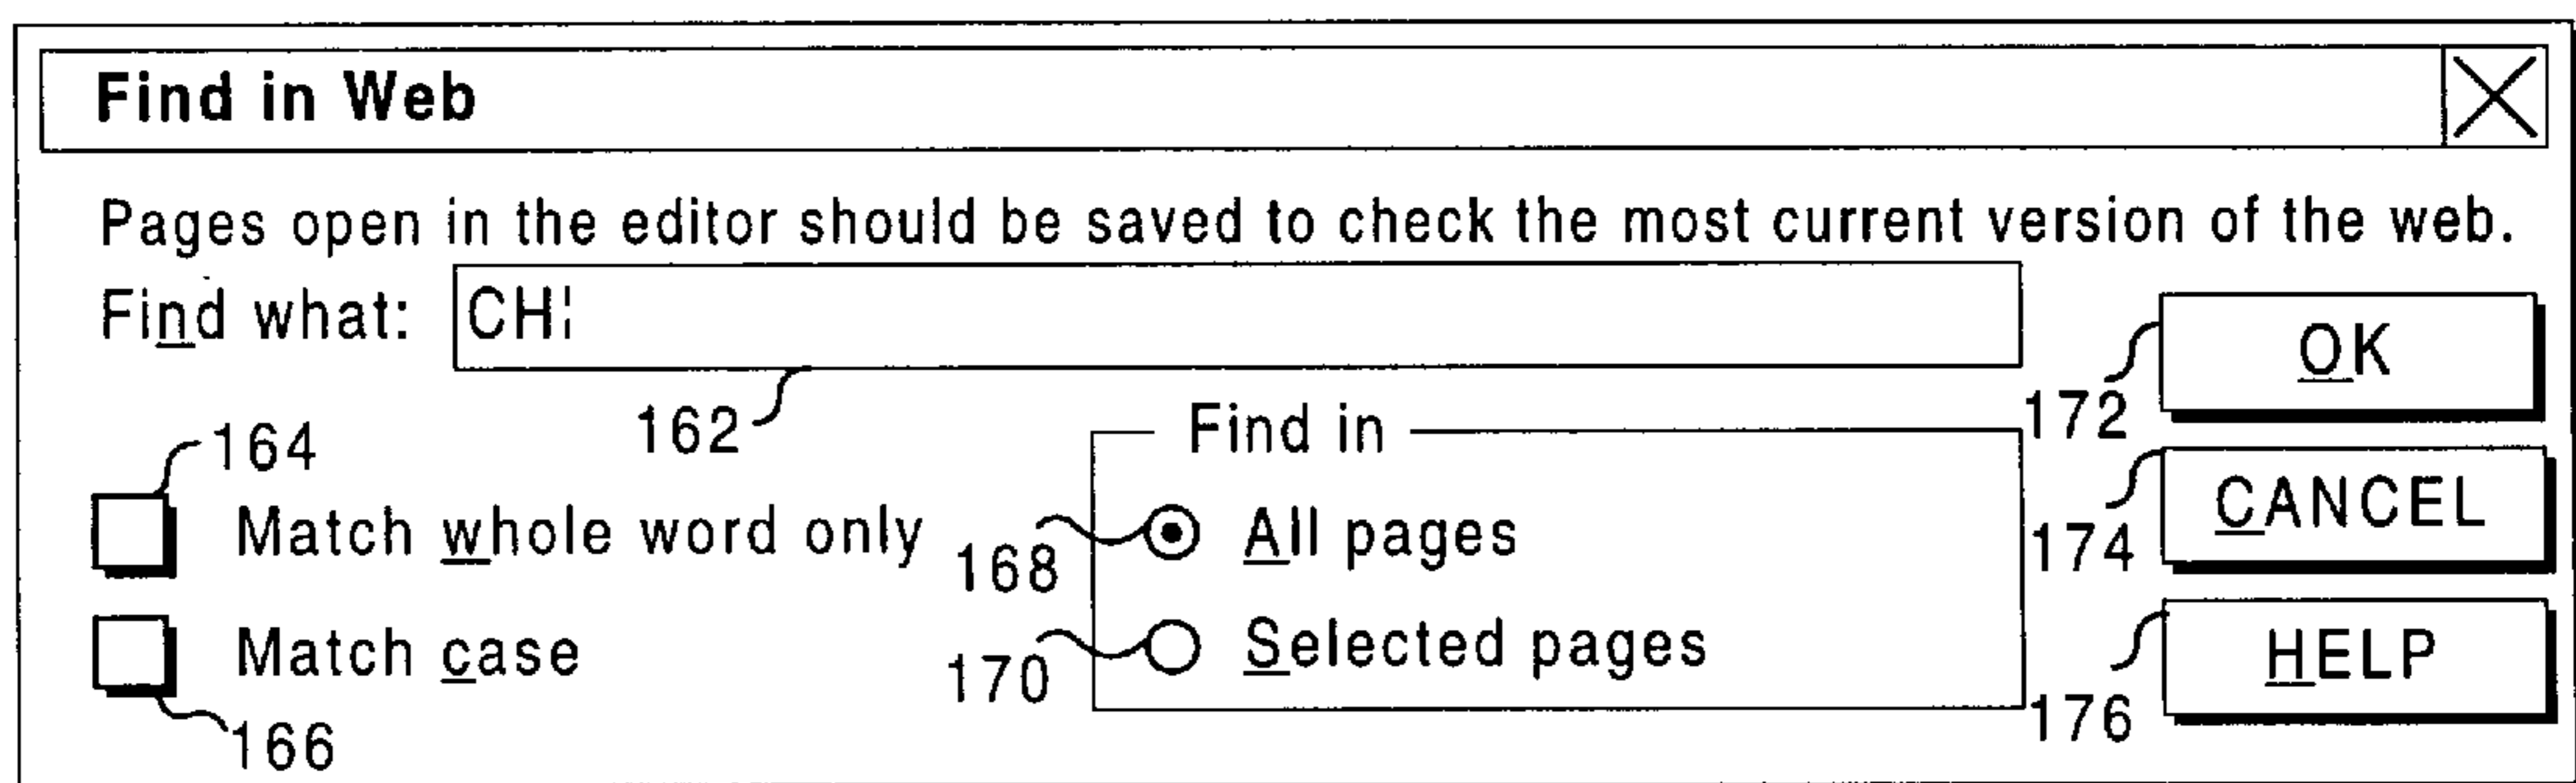 Find in Web
Pages open in the editor should be saved to check the most current version of the web.
Find what: CH
162
172 OK
164
Find in
Match whole word only
168 All pages
174 CANCEL
Match case
170 Selected pages
176 HELP
166